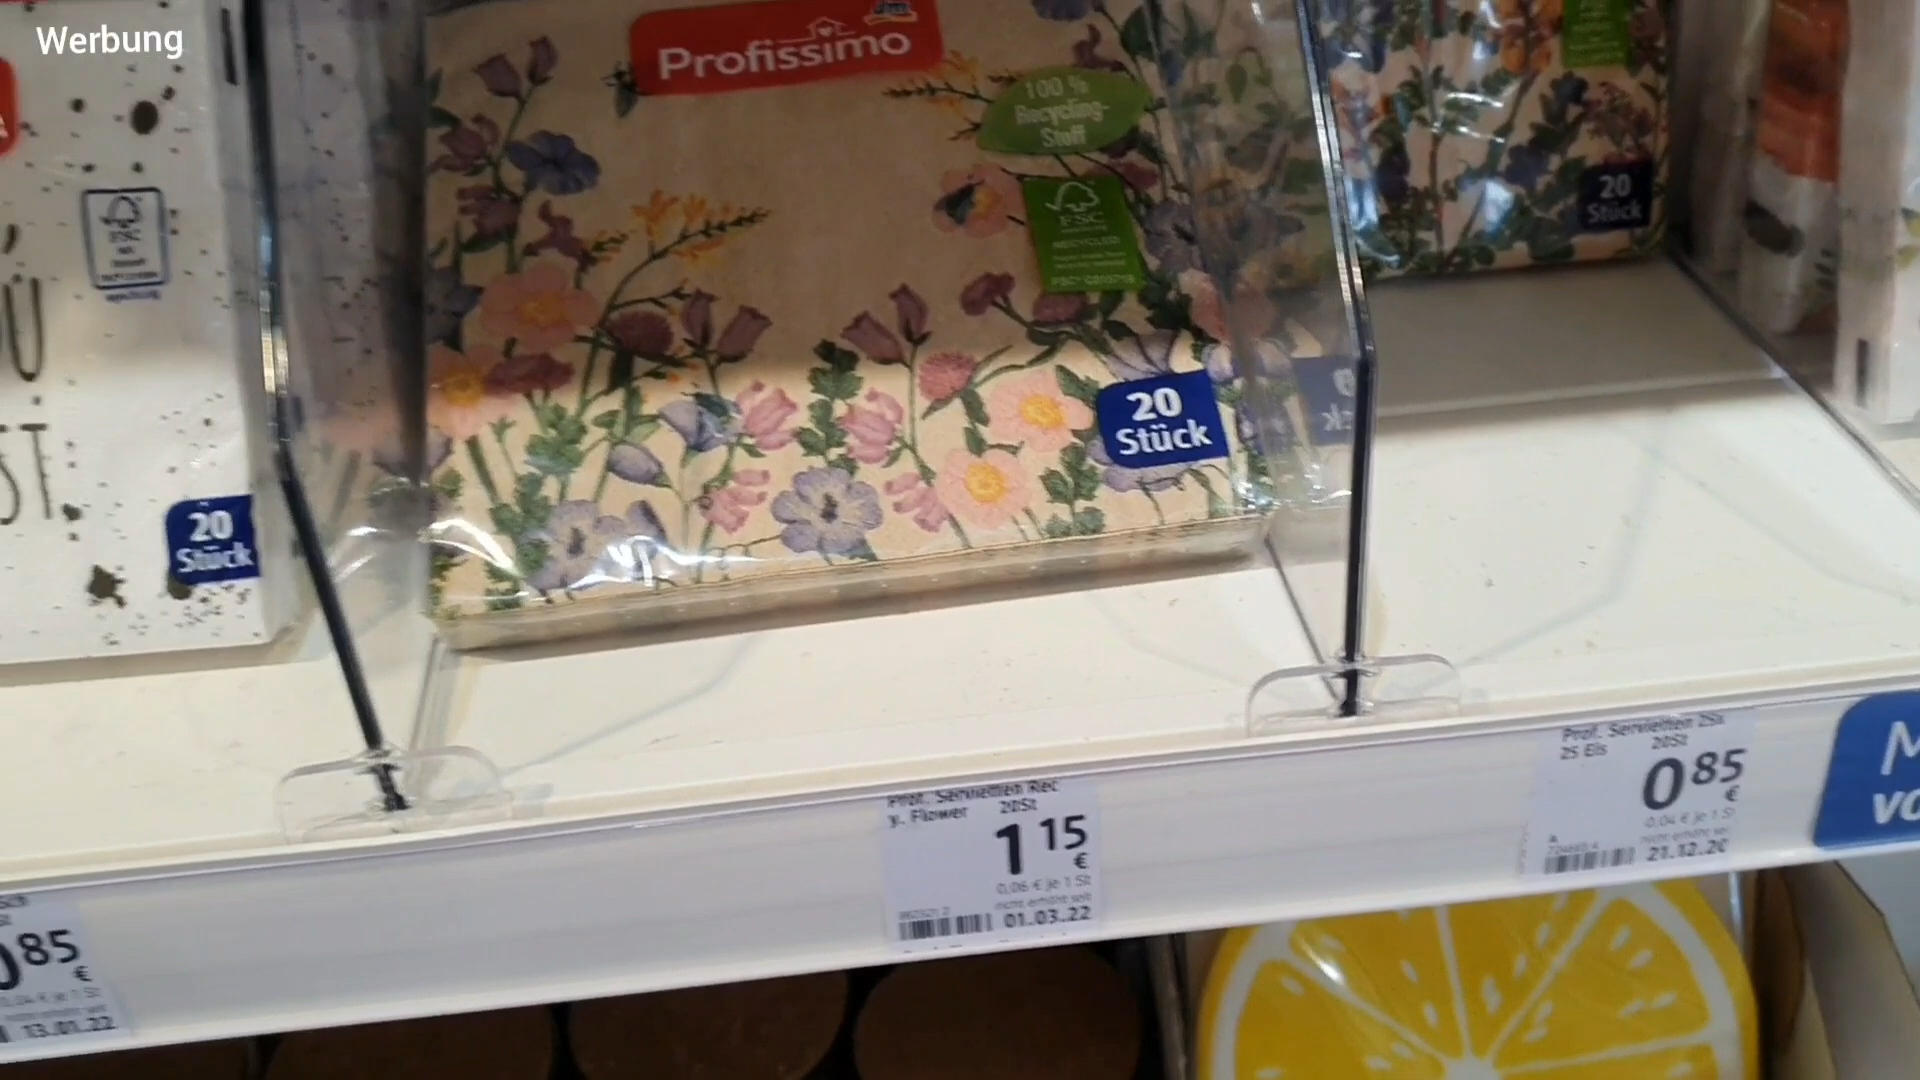 Werbung
dm
Profissimo
100 %
Recycling-
Stoff
FSC
RECYCLED
20
Stück
20
Stück
20
Stück
Prof. Servietten Rec
y. Flower 20St
1 15
€
0,06 € je 1 St
nicht erhöht seit
01.03.22
Prof. Servietten
25 Eis 20St
0 85
€
0,04 € je 1 St
nicht erhöht seit
21.12.20
85
€
0,04 € je 1 St
13.01.22